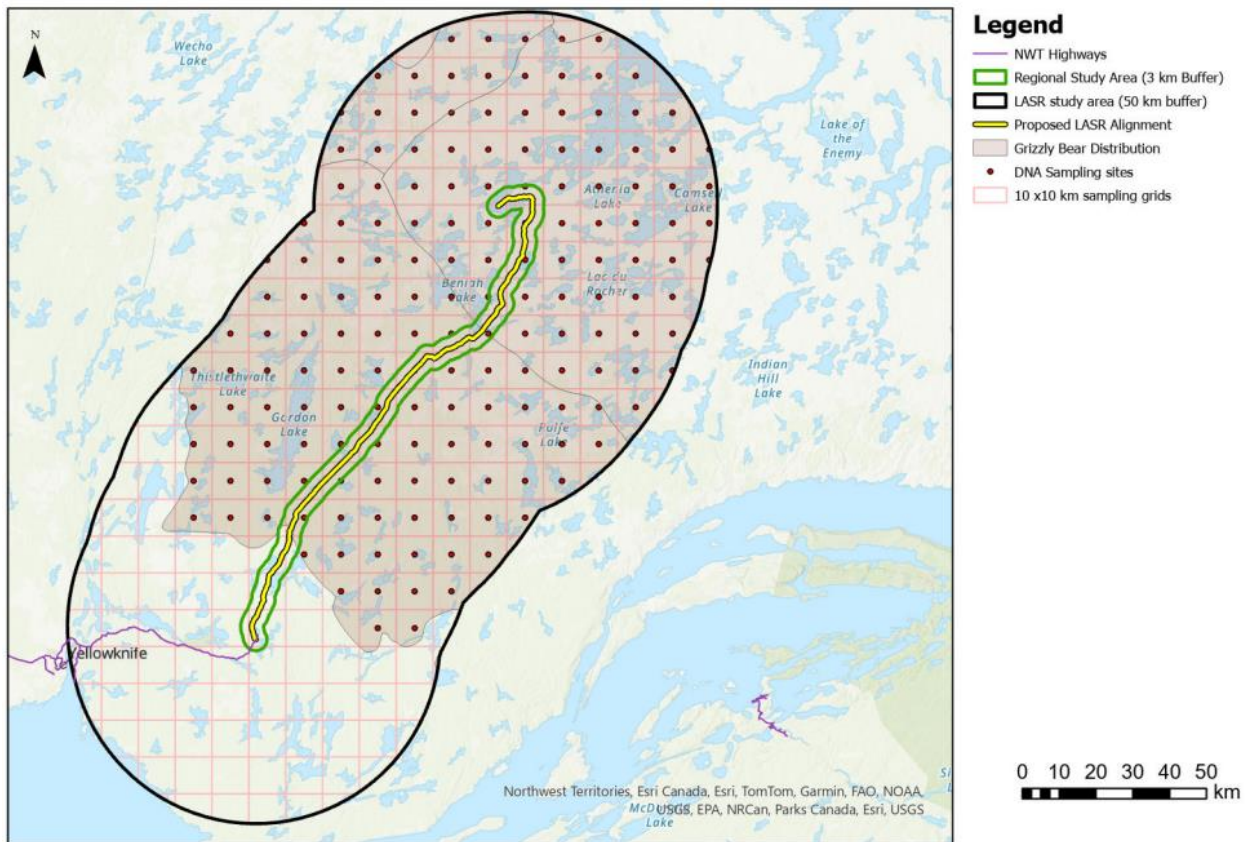 N
Wecho
Lake
Lake of
the
Enemy
Camsell
Lake
Lac du
Rocher
Beniah
Lake
Indian
Hill
Lake
Thistlethwaite
Lake
Gordon
Lake
Lake
Yellowknife
Northwest Territories, Esri Canada, Esri, TomTom, Garmin, FAO, NOAA,
USGS, EPA, NRCan, Parks Canada, Esri, USGS
Lake
Legend
NWT Highways
Regional Study Area (3 km Buffer)
LASR study area (50 km buffer)
Proposed LASR Alignment
Grizzly Bear Distribution
DNA Sampling sites
10 x10 km sampling grids
0 10 20 30 40 50
km